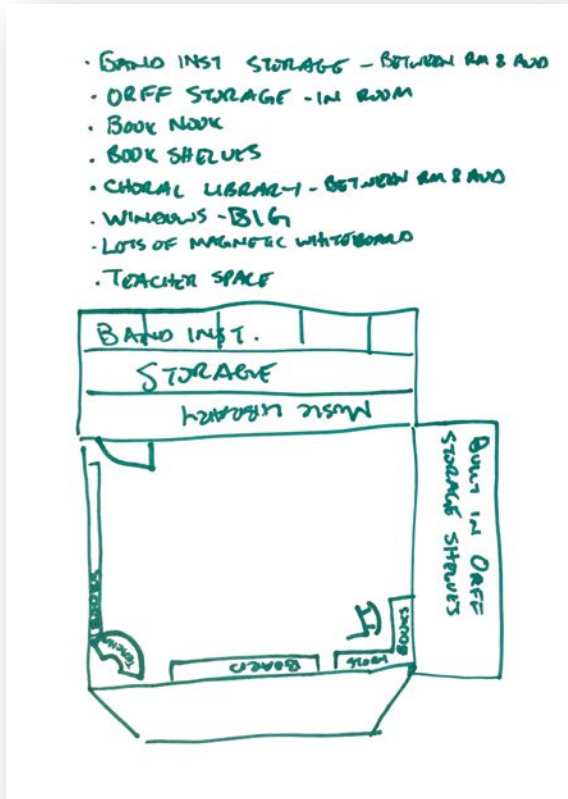 · BAND INST STORAGE - BETWEEN RM & AUD
· ORFF STORAGE - IN ROOM
· BOOK NOOK
· BOOK SHELVES
· CHORAL LIBRARY - BETWEEN RM & AUD
· WINDOWS - BIG
· LOTS OF MAGNETIC WHITEBOARD
· TEACHER SPACE
BAND INST.
STORAGE
MUSIC LIBRARY
BUILT IN ORFF
STORAGE SHELVES
TEACHER
BOARD